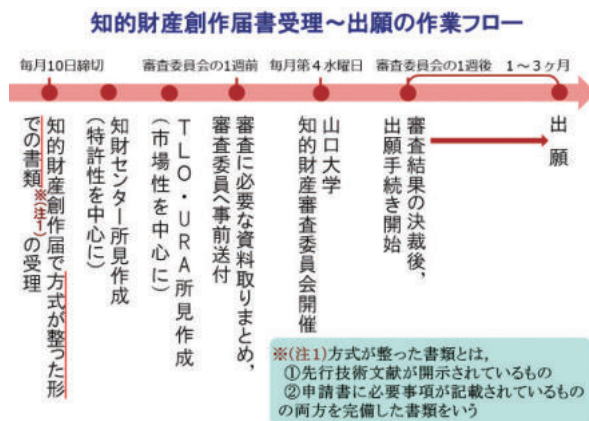 知的財産創作届書受理～出願の作業フロー
毎月10日締切
審査委員会の1週前
毎月第４水曜日
審査委員会の1週後
1～3ヶ月
知的財産創作届で方式が整った形
での書類※(注1)の受理
知財センター所見作成
(特許性を中心に)
ＴＬＯ・ＵＲＡ所見作成
(市場性を中心に)
審査に必要な資料取りまとめ,
審査委員へ事前送付
山口大学
知的財産審査委員会開催
審査結果の決裁後,
出願手続き開始
出願
※(注1)方式が整った書類とは,
①先行技術文献が開示されているもの
②申請書に必要事項が記載されているもの
の両方を完備した書類をいう